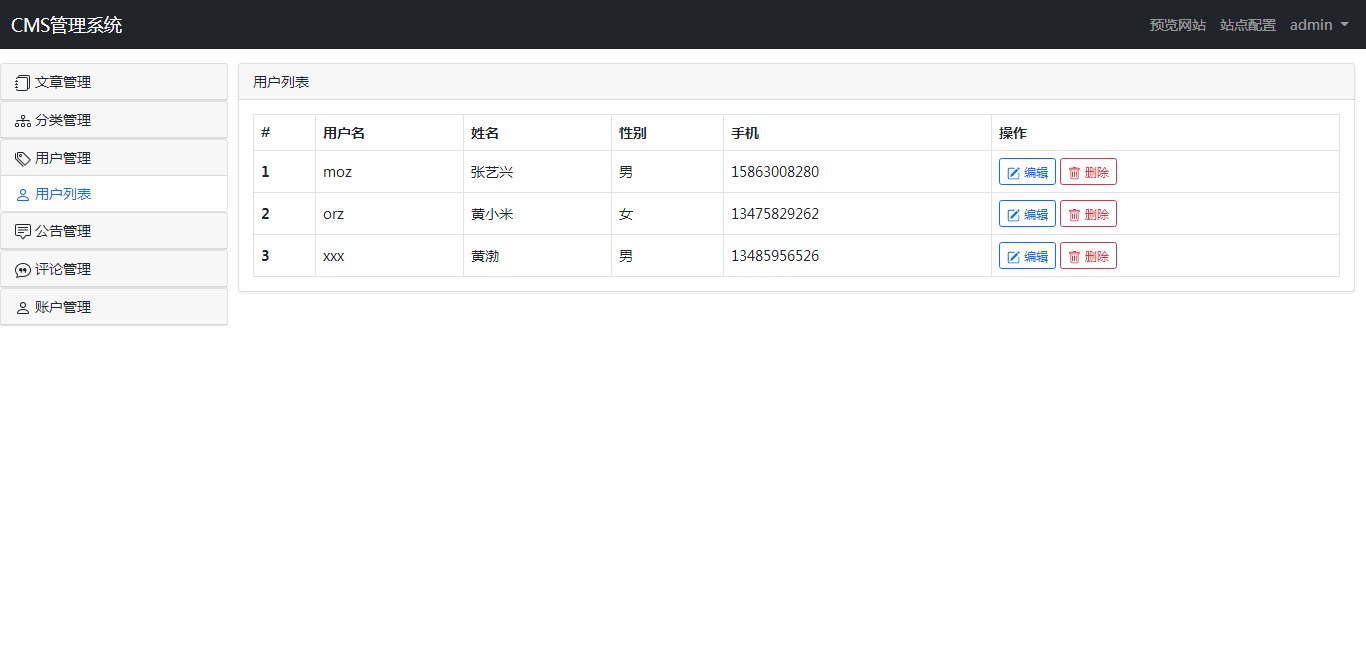 CMS管理系统 预览网站 站点配置 admin
文章管理
分类管理
用户管理
用户列表
公告管理
评论管理
账户管理
用户列表
# 用户名 姓名 性别 手机 操作
1 moz 张艺兴 男 15863008280 编辑 删除
2 orz 黄小米 女 13475829262 编辑 删除
3 xxx 黄渤 男 13485956526 编辑 删除